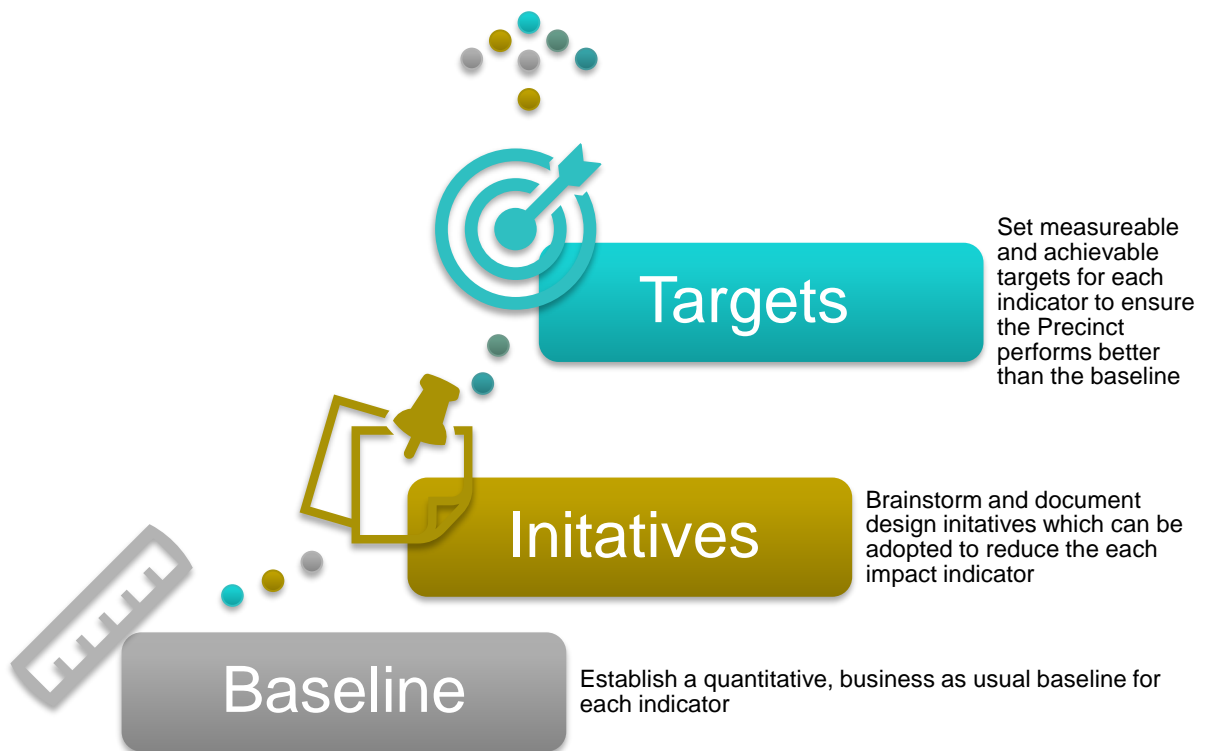 Targets
Set measureable
and achievable
targets for each
indicator to ensure
the Precinct
performs better
than the baseline
Initatives
Brainstorm and document
design initatives which can be
adopted to reduce the each
impact indicator
Baseline
Establish a quantitative, business as usual baseline for
each indicator